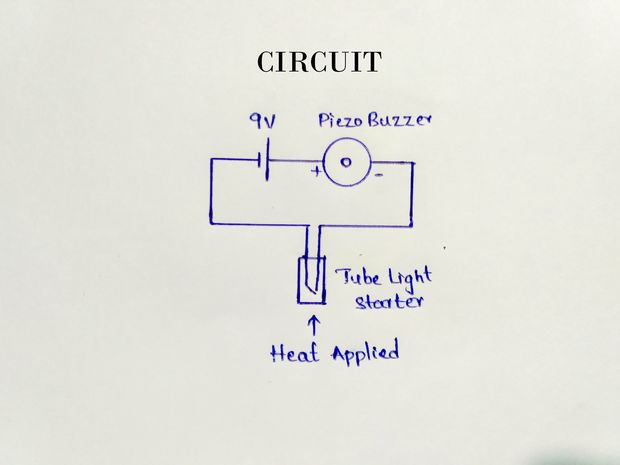 CIRCUIT
9V Piezo Buzzer
+ -
Tube Light
Starter
Heat Applied